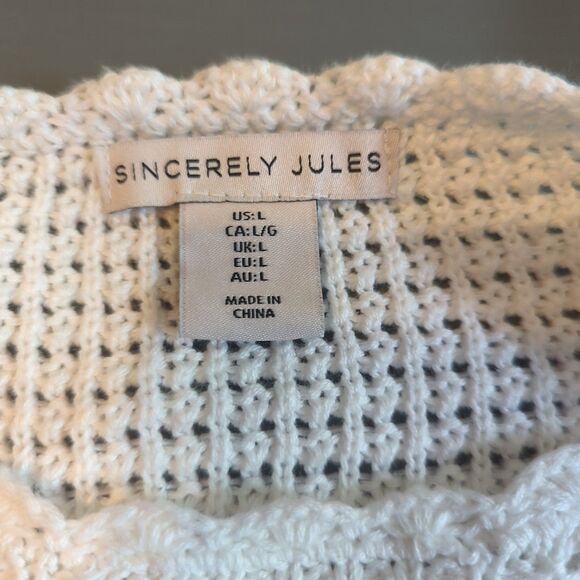 SINCERELY JULES
US: L
CA: L/G
UK: L
EU: L
AU: L
MADE IN
CHINA